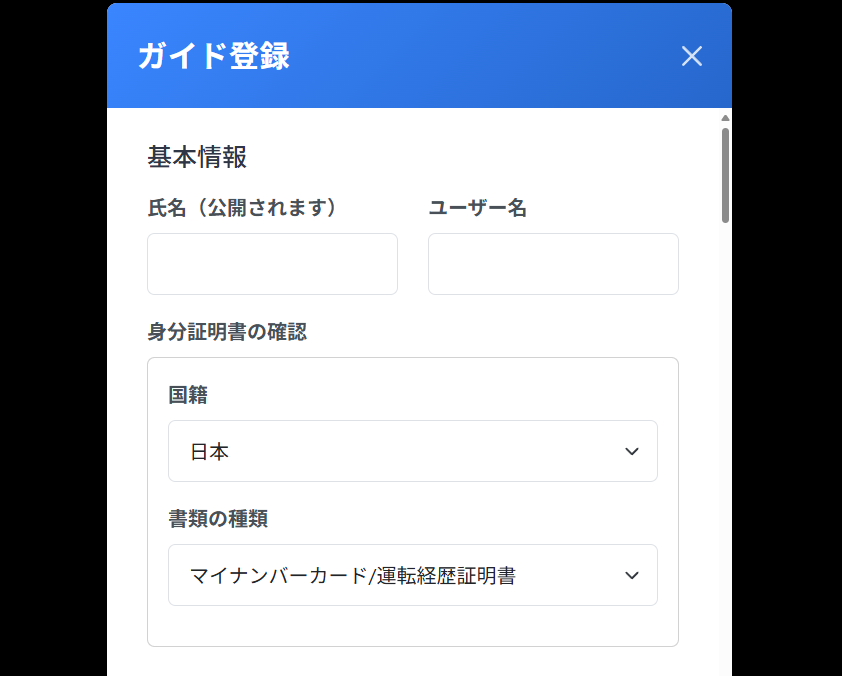 ガイド登録
基本情報
氏名（公開されます）
ユーザー名
身分証明書の確認
国籍
日本
書類の種類
マイナンバーカード/運転経歴証明書